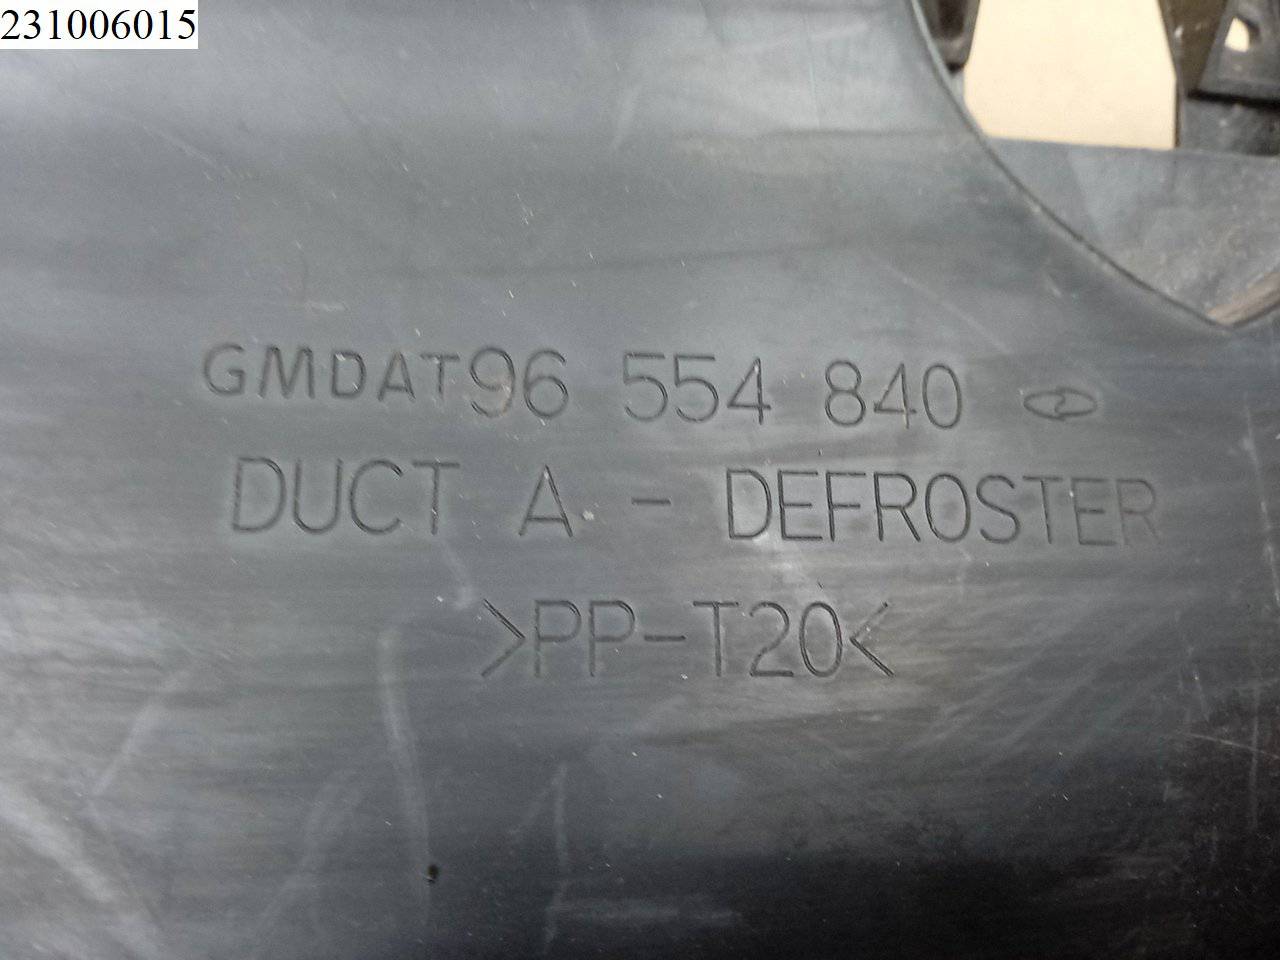 231006015
GMDAT96 554 840
DUCT A - DEFROSTER
>PP-T20<